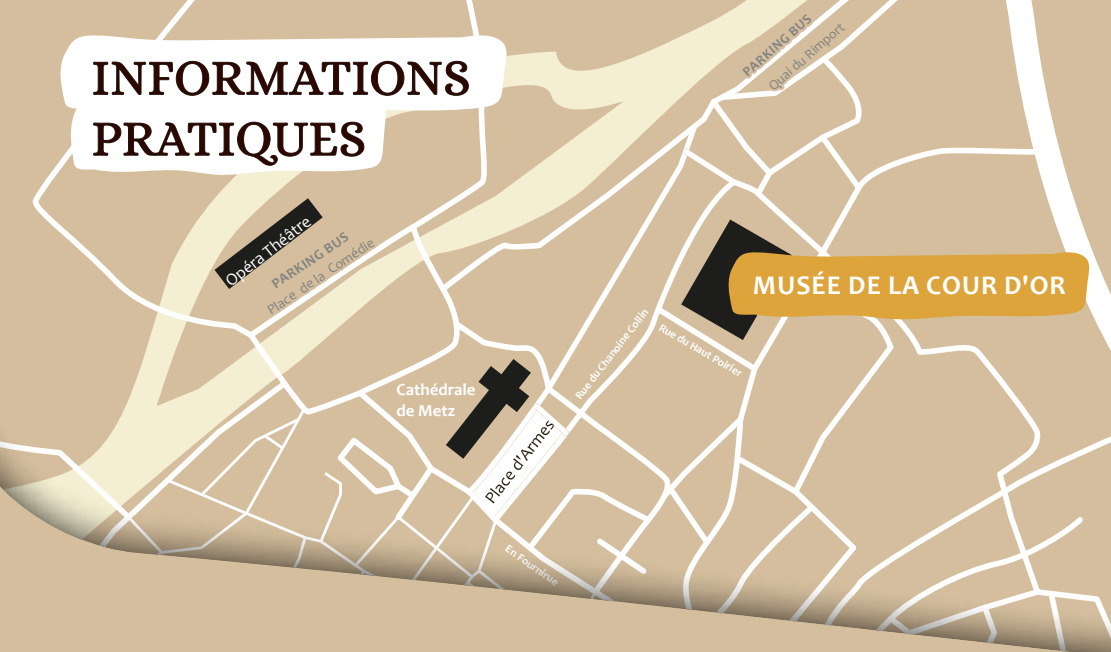 INFORMATIONS
PRATIQUES
PARKING BUS
Quai du Rimport
Opéra Théâtre
PARKING BUS
Place de la Comédie
MUSÉE DE LA COUR D'OR
Rue du Chanoine Collin
Rue du Haut Poirier
Cathédrale
de Metz
Place d'Armes
En Fournirue